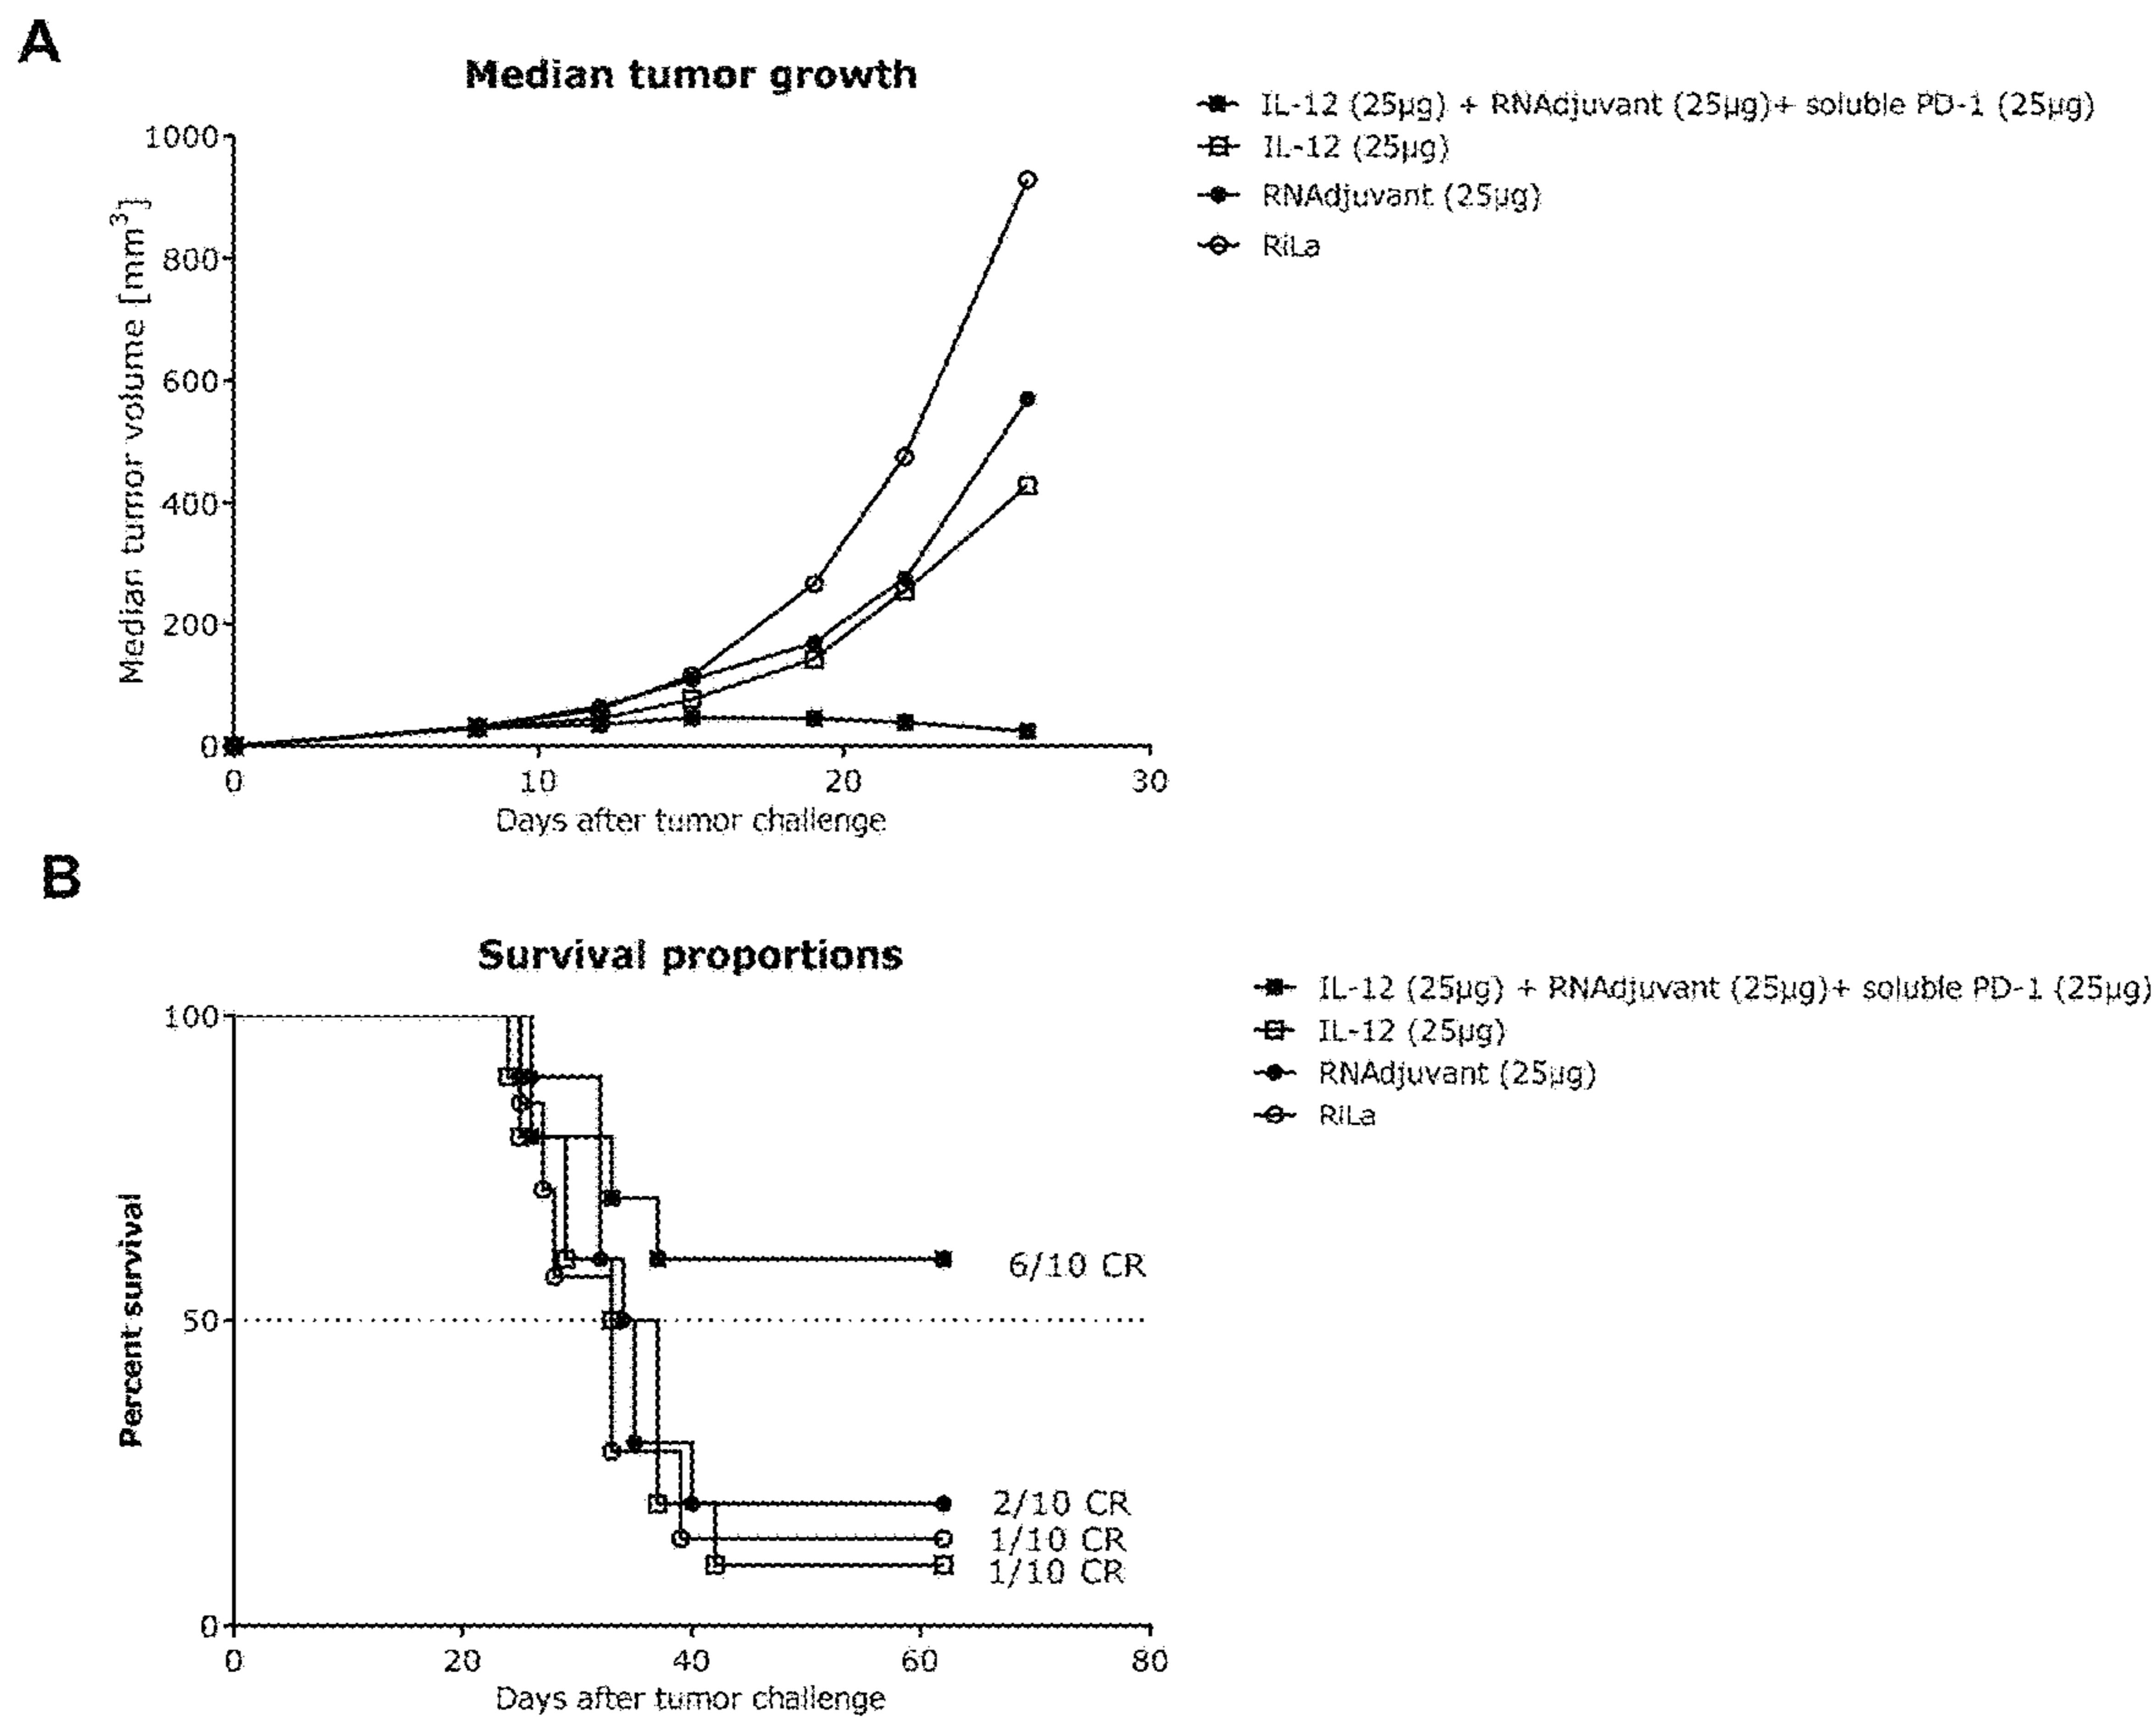 A
Median tumor growth
IL-12 (25µg) + RNAdjuvant (25µg)+ soluble PD-1 (25µg)
IL-12 (25µg)
RNAdjuvant (25µg)
RiLa
Median tumor volume [mm³]
1000
800
600
400
200
0
0 10 20 30
Days after tumor challenge
B
Survival proportions
IL-12 (25µg) + RNAdjuvant (25µg)+ soluble PD-1 (25µg)
IL-12 (25µg)
RNAdjuvant (25µg)
RiLa
Percent survival
100
50
0
6/10 CR
2/10 CR
1/10 CR
1/10 CR
0 20 40 60 80
Days after tumor challenge